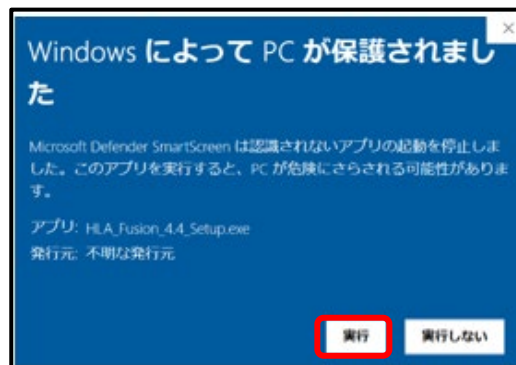 Windows によって PC が保護されまし
た
Microsoft Defender SmartScreen は認識されないアプリの起動を停止しま
した。このアプリを実行すると、PC が危険にさらされる可能性がありま
す。
アプリ: HLA_Fusion_4.4_Setup.exe
発行元: 不明な発行元
実行 実行しない